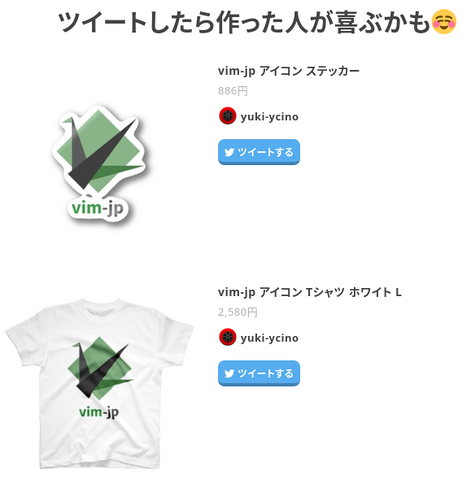 ツイートしたら作った人が喜ぶかも☺️
vim-jp アイコン ステッカー
886円
yuki-ycino
ツイートする
vim-jp
vim-jp アイコン Tシャツ ホワイト L
2,580円
yuki-ycino
ツイートする
vim-jp